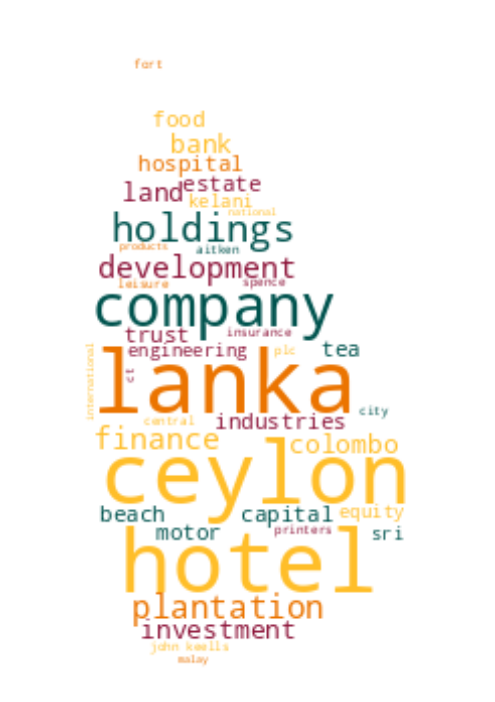 fort
food
bank
hospital
land estate
kelani
national
holdings
products aitken
development
leisure spence
company
trust insurance
engineering plc tea
international
lanka
ct
city
central industries
finance colombo
ceylon
beach capital equity
motor printers sri
hotel
plantation
investment
john keells
malay